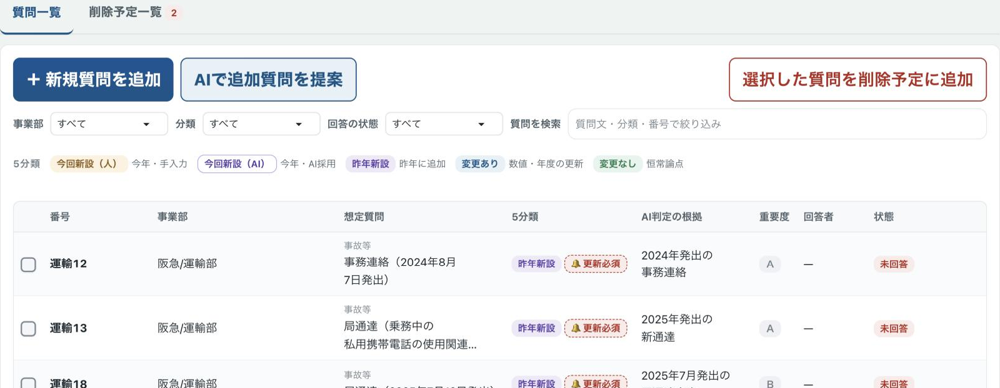 質問一覧 削除予定一覧 2
＋ 新規質問を追加 AIで追加質問を提案 選択した質問を削除予定に追加
事業部 すべて 分類 すべて 回答の状態 すべて 質問を検索 質問文・分類・番号で絞り込み
5分類 今回新設（人） 今年・手入力 今回新設（AI） 今年・AI採用 昨年新設 昨年に追加 変更あり 数値・年度の更新 変更なし 恒常論点
番号 事業部 想定質問 5分類 AI判定の根拠 重要度 回答者 状態
事故等
運輸12 阪急/運輸部 事務連絡（2024年8月 昨年新設 更新必須 2024年発出の A — 未回答
7日発出） 事務連絡
事故等
運輸13 阪急/運輸部 局通達（乗務中の 昨年新設 更新必須 2025年発出の A — 未回答
私用携帯電話の使用関連... 新通達
事故等
運輸18 阪急/運輸部 昨年新設 更新必須 2025年7月発出の B — 未回答